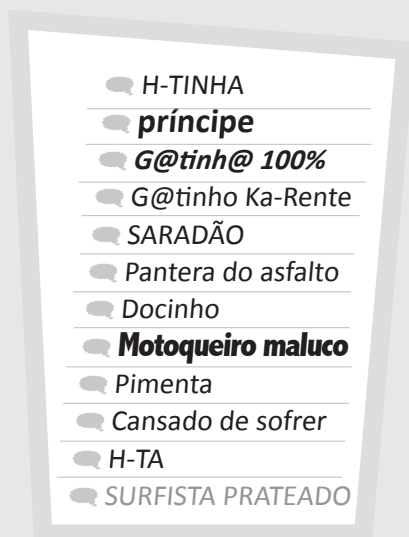 H-TINHA
príncipe
G@tinh@ 100%
G@tinho Ka-Rente
SARADÃO
Pantera do asfalto
Docinho
Motoqueiro maluco
Pimenta
Cansado de sofrer
H-TA
SURFISTA PRATEADO